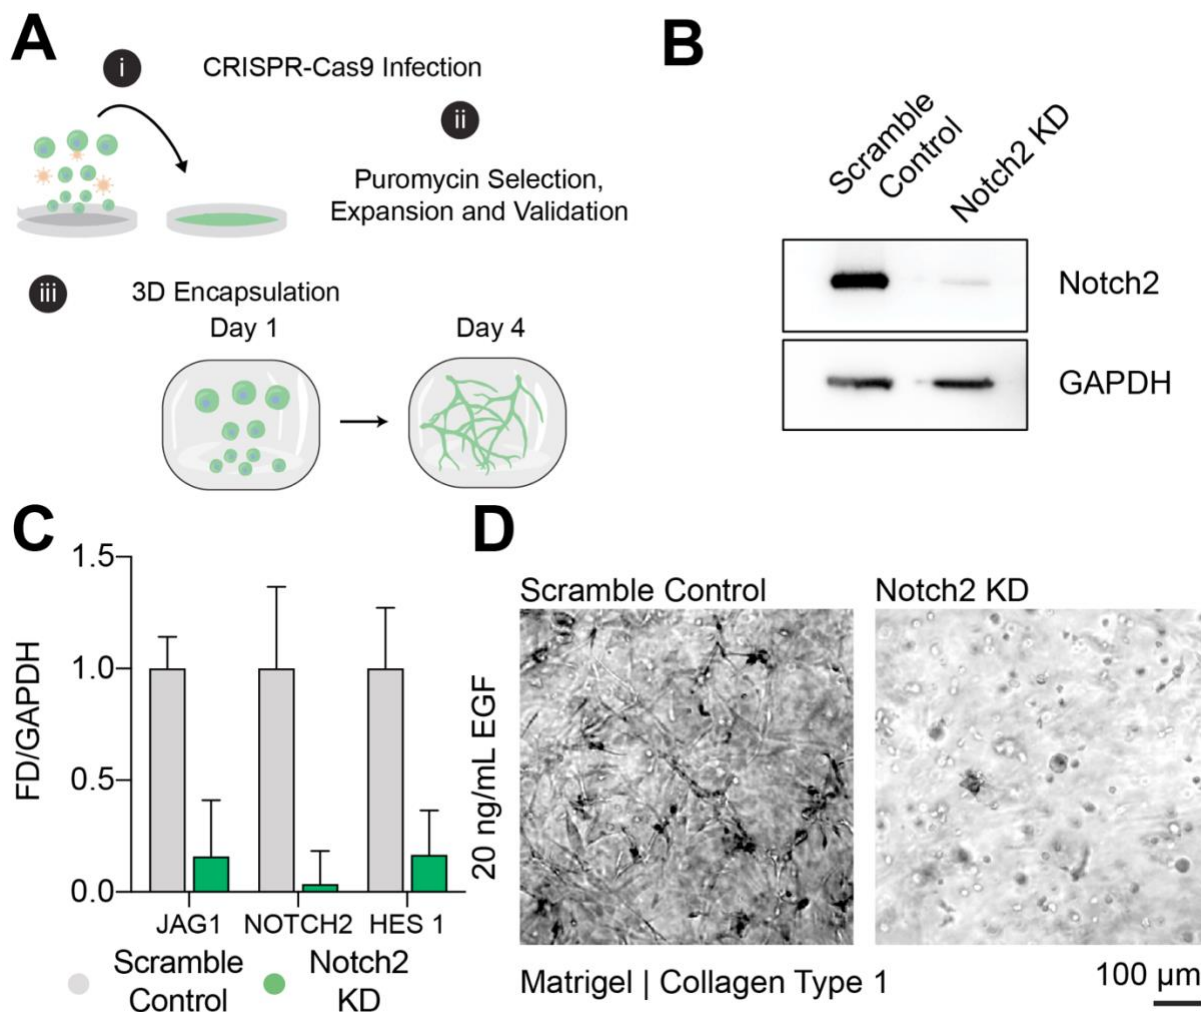 A
i
CRISPR-Cas9 Infection
ii
Puromycin Selection,
Expansion and Validation
iii
3D Encapsulation
Day 1
Day 4
B
Scramble
Control
Notch2 KD
Notch2
GAPDH
C
FD/GAPDH
1.5
1.0
0.5
0.0
JAG1
NOTCH2
HES 1
Scramble
Control
Notch2
KD
D
Scramble Control
Notch2 KD
20 ng/mL EGF
Matrigel | Collagen Type 1
100 µm